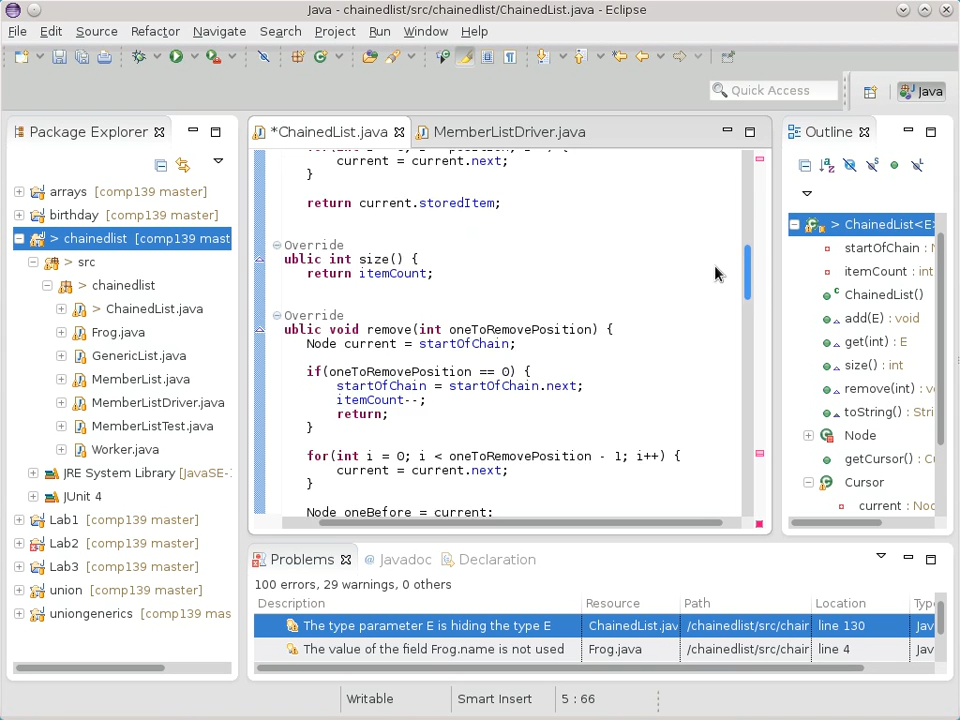 Java - chainedlist/src/chainedlist/ChainedList.java - Eclipse
File Edit Source Refactor Navigate Search Project Run Window Help
Quick Access
Java
Package Explorer
*ChainedList.java
MemberListDriver.java
Outline
arrays [comp139 master]
birthday [comp139 master]
> chainedlist [comp139 mast
> src
> chainedlist
> ChainedList.java
Frog.java
GenericList.java
MemberList.java
MemberListDriver.java
MemberListTest.java
Worker.java
JRE System Library [JavaSE-
JUnit 4
Lab1 [comp139 master]
Lab2 [comp139 master]
Lab3 [comp139 master]
union [comp139 master]
uniongenerics [comp139 mas
current = current.next;
}
return current.storedItem;
Override
ublic int size() {
return itemCount;
Override
ublic void remove(int oneToRemovePosition) {
Node current = startOfChain;
if(oneToRemovePosition == 0) {
startOfChain = startOfChain.next;
itemCount--;
return;
}
for(int i = 0; i < oneToRemovePosition - 1; i++) {
current = current.next;
}
Node oneBefore = current;
> ChainedList<E
startOfChain : N
itemCount : int
ChainedList()
add(E) : void
get(int) : E
size() : int
remove(int) : v
toString() : Stri
Node
getCursor() : Cu
Cursor
current : Nod
Problems
Javadoc
Declaration
100 errors, 29 warnings, 0 others
Description Resource Path Location Type
The type parameter E is hiding the type E ChainedList.jav /chainedlist/src/chair line 130 Jav
The value of the field Frog.name is not used Frog.java /chainedlist/src/chair line 4 Jav
Writable Smart Insert 5 : 66